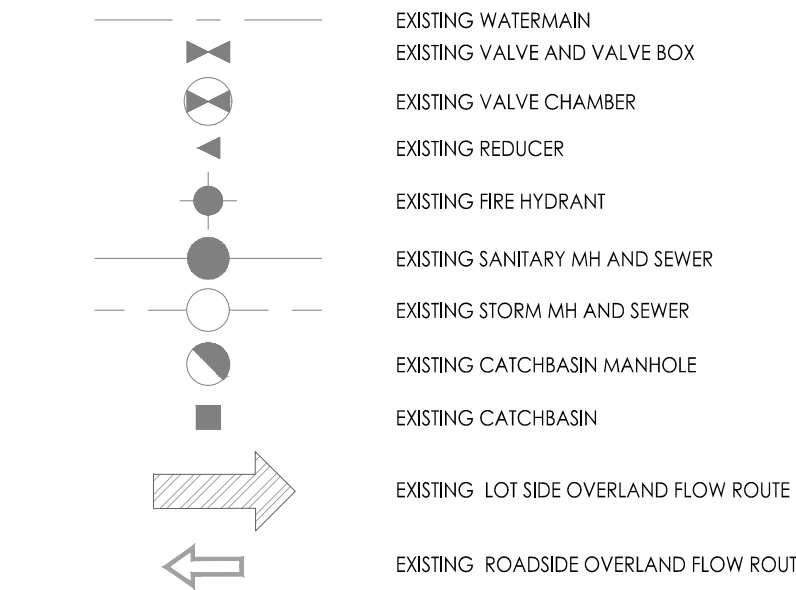 EXISTING WATERMAIN
EXISTING VALVE AND VALVE BOX
EXISTING VALVE CHAMBER
EXISTING REDUCER
EXISTING FIRE HYDRANT
EXISTING SANITARY MH AND SEWER
EXISTING STORM MH AND SEWER
EXISTING CATCHBASIN MANHOLE
EXISTING CATCHBASIN
EXISTING LOT SIDE OVERLAND FLOW ROUTE
EXISTING ROADSIDE OVERLAND FLOW ROUT